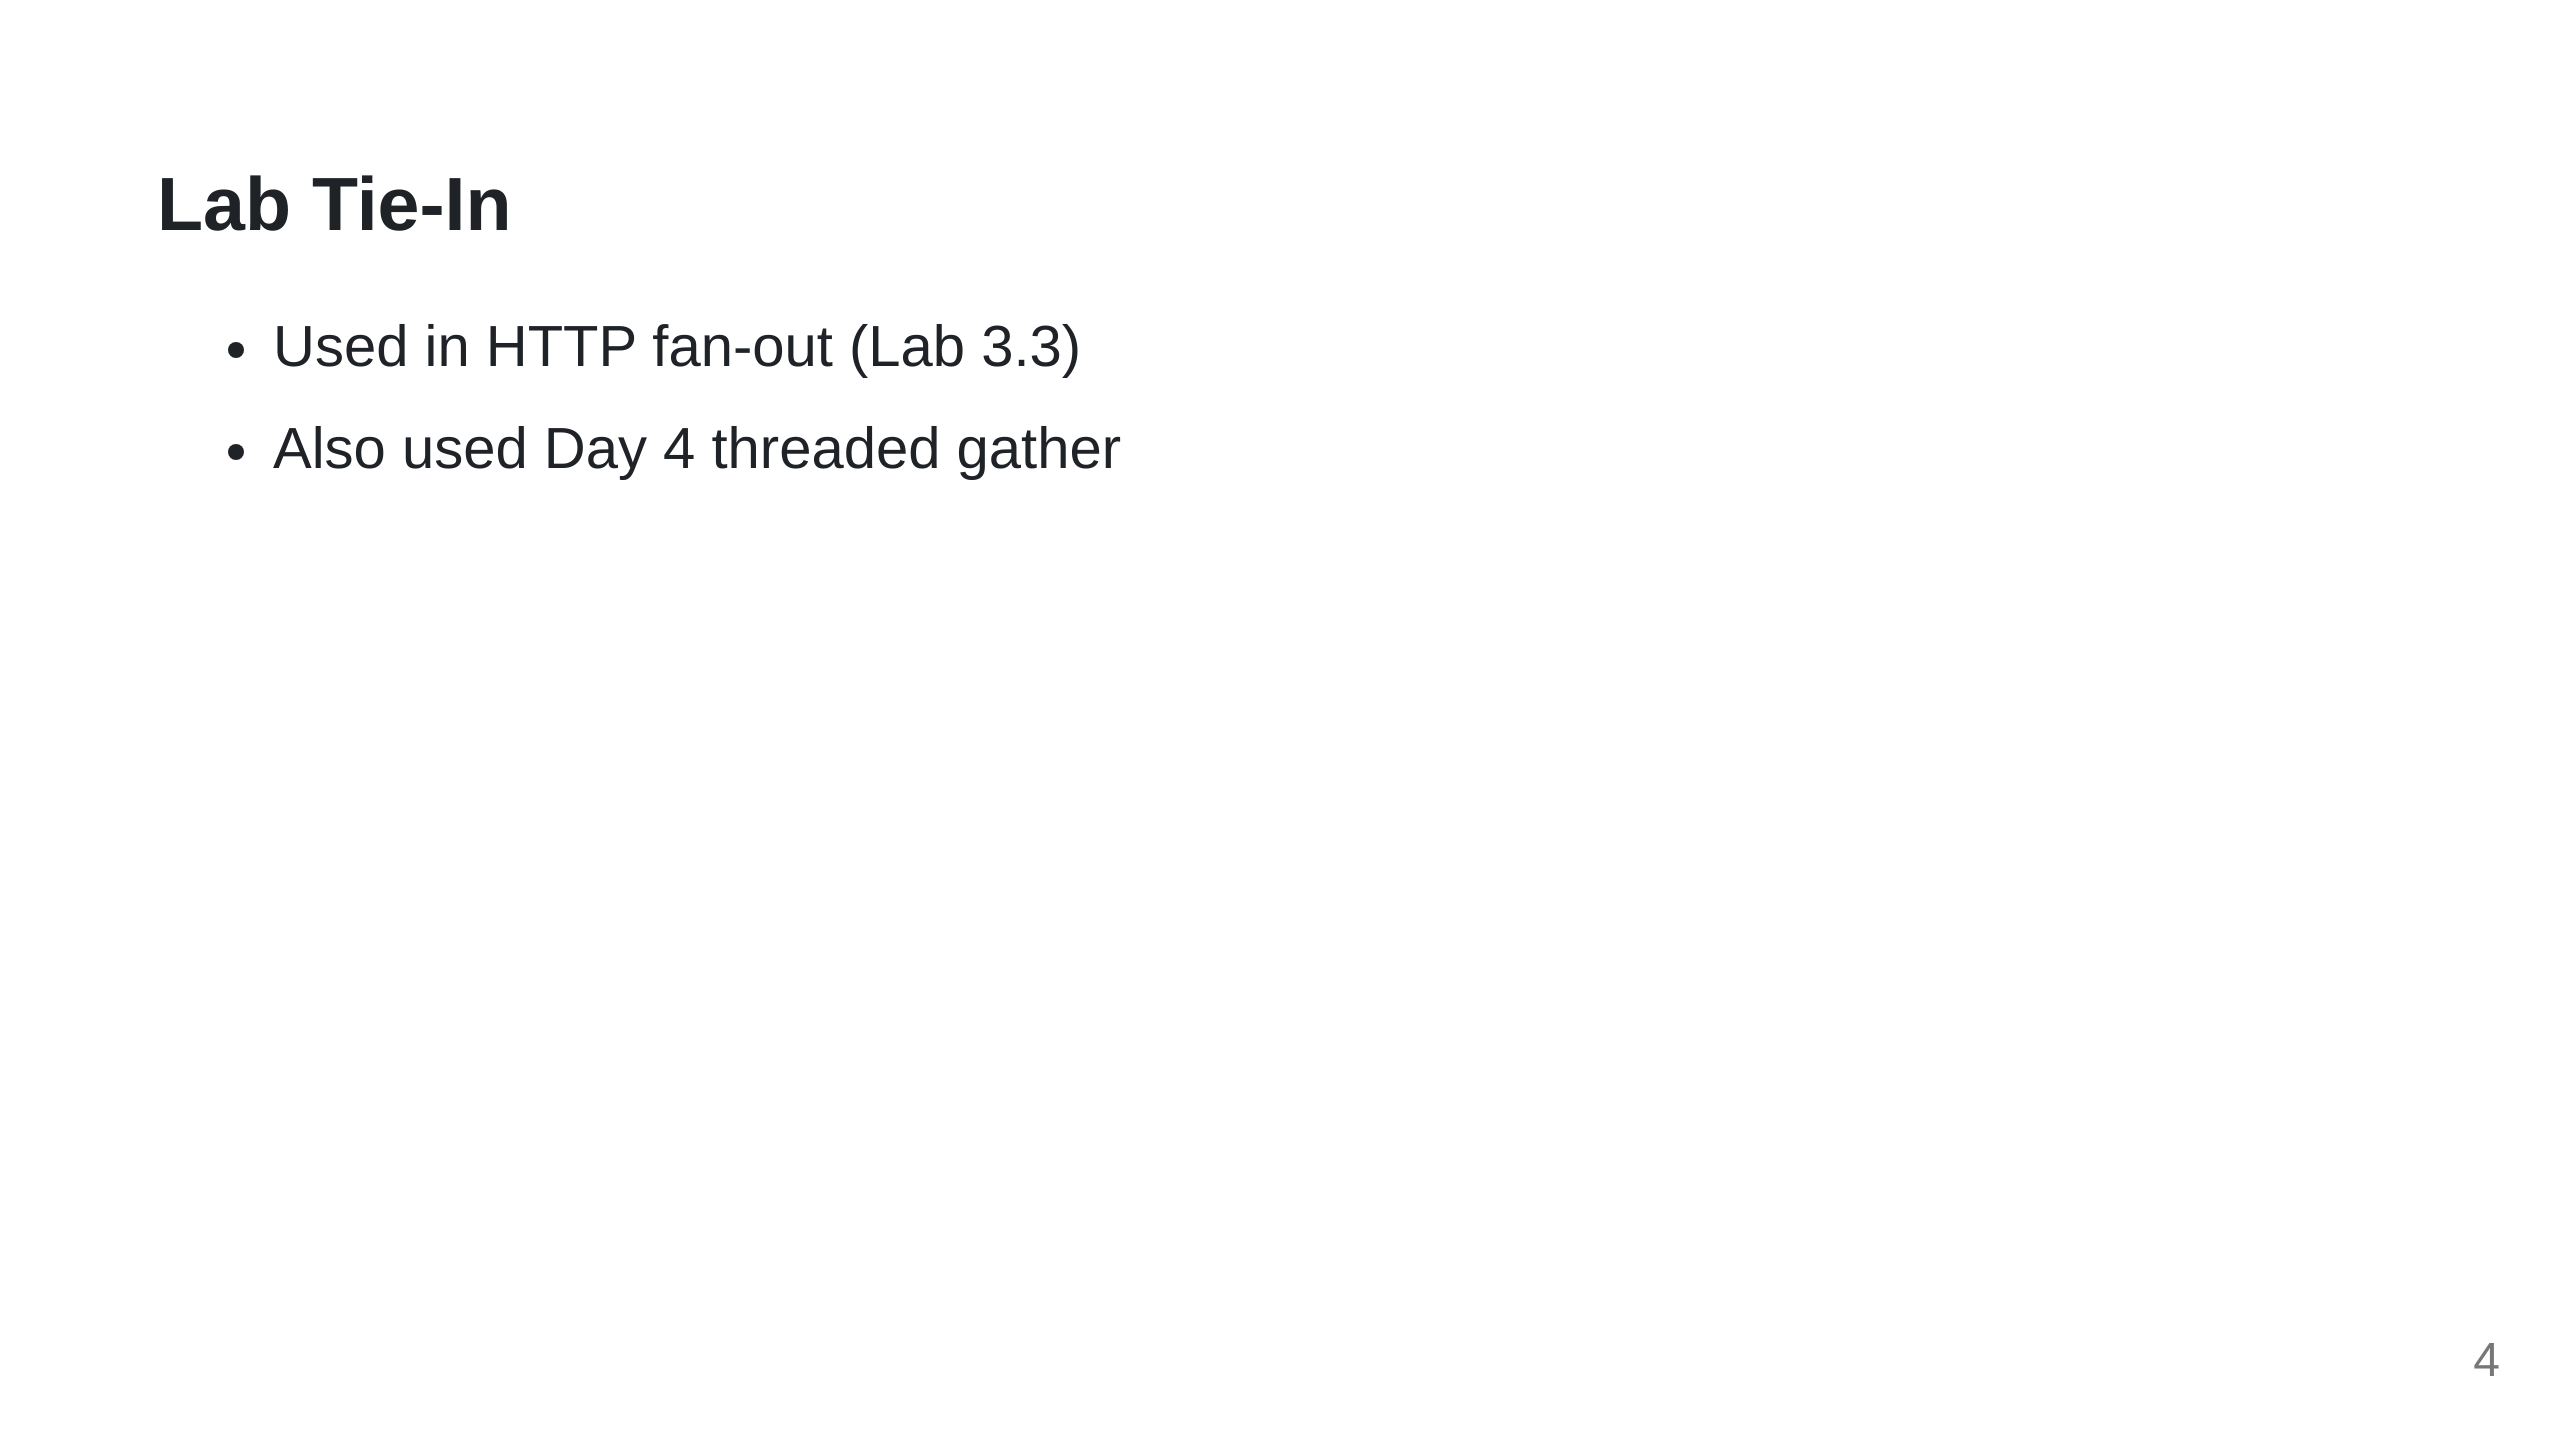 Lab Tie-In
• Used in HTTP fan-out (Lab 3.3)
• Also used Day 4 threaded gather
4